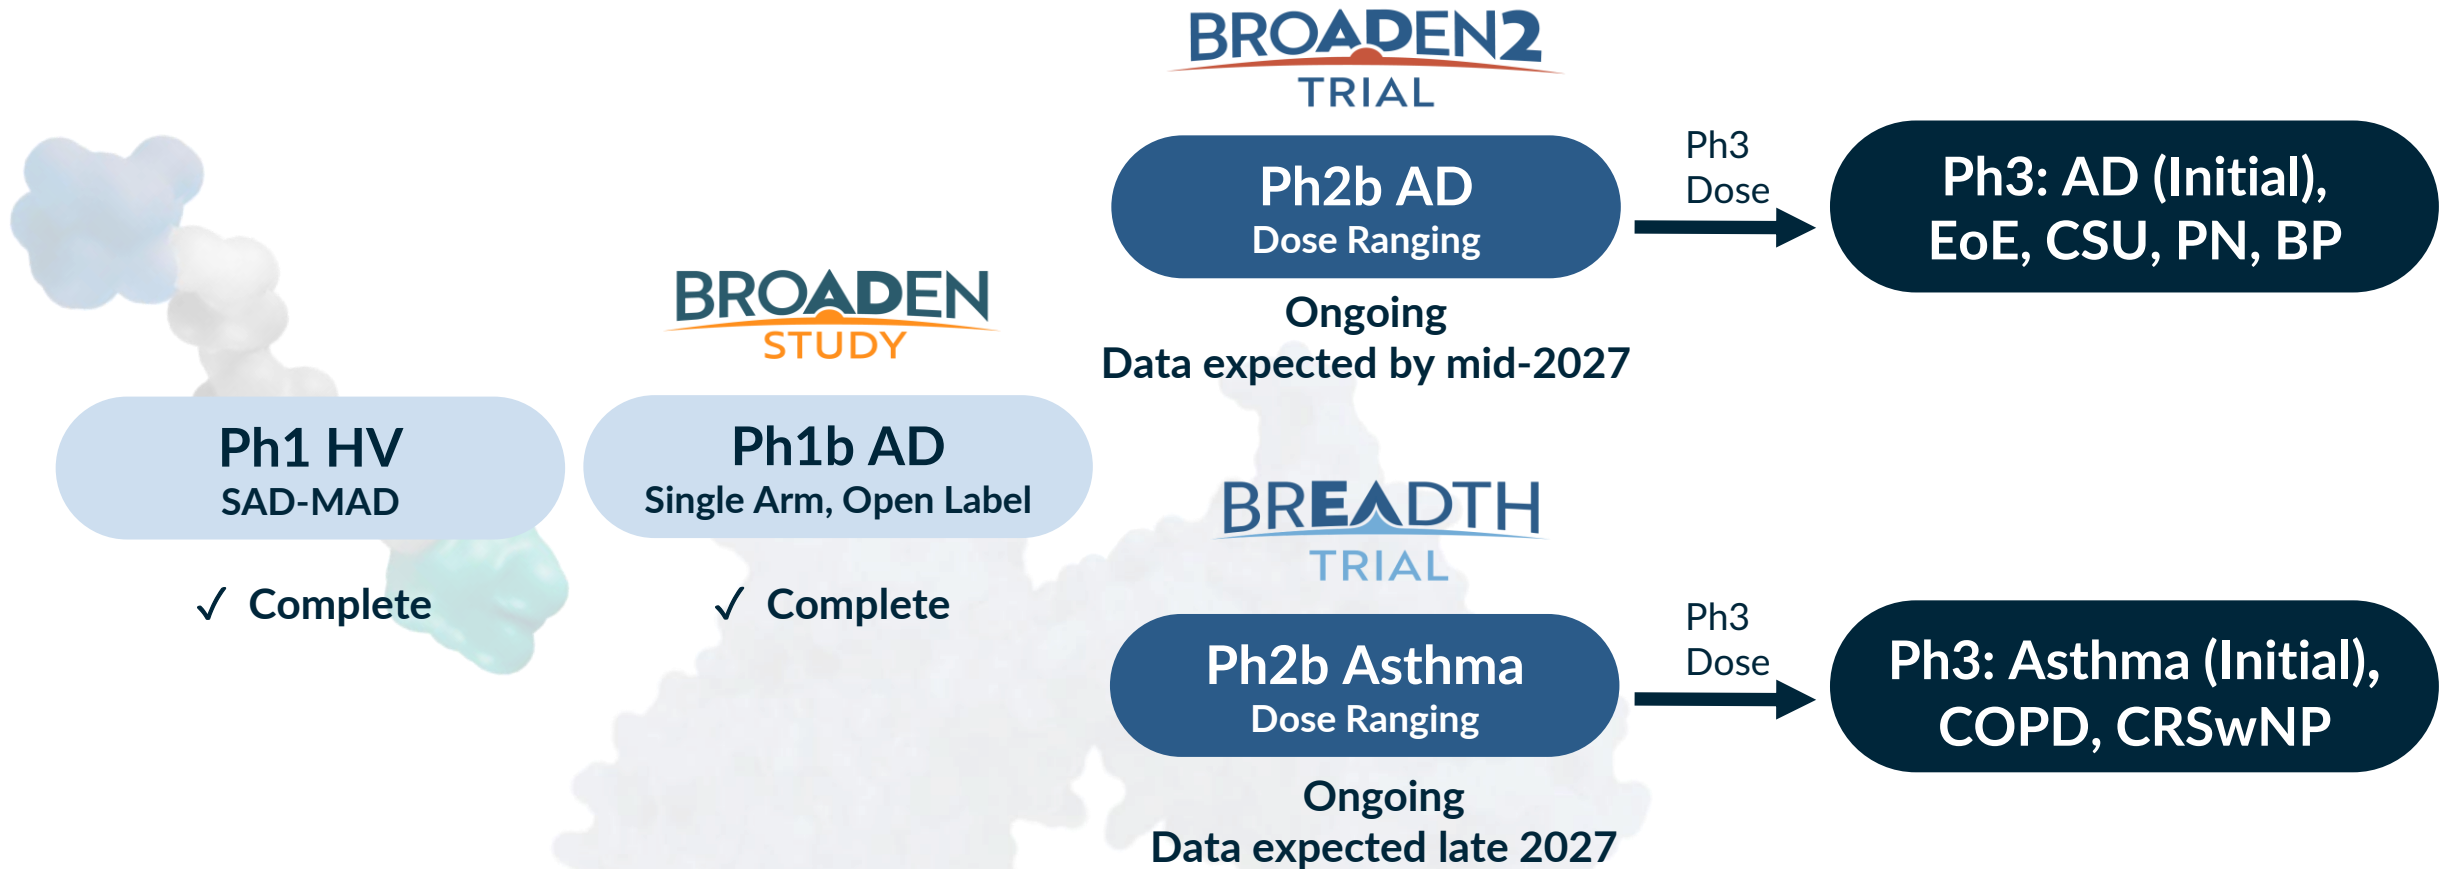 Ph1 HV
SAD-MAD
✓ Complete
BROADEN
STUDY
Ph1b AD
Single Arm, Open Label
✓ Complete
BROADEN2
TRIAL
Ph2b AD
Dose Ranging
Ongoing
Data expected by mid-2027
Ph3
Dose
Ph3: AD (Initial),
EoE, CSU, PN, BP
BREADTH
TRIAL
Ph2b Asthma
Dose Ranging
Ongoing
Data expected late 2027
Ph3
Dose
Ph3: Asthma (Initial),
COPD, CRSwNP